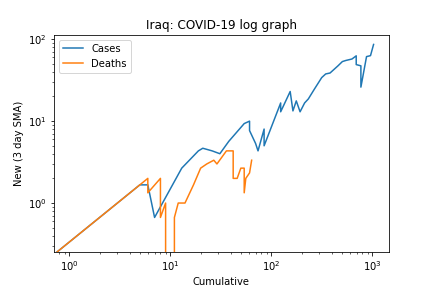 Iraq: COVID-19 log graph
Cases
Deaths
New (3 day SMA)
10²
10¹
10⁰
10⁰ 10¹ 10² 10³
Cumulative